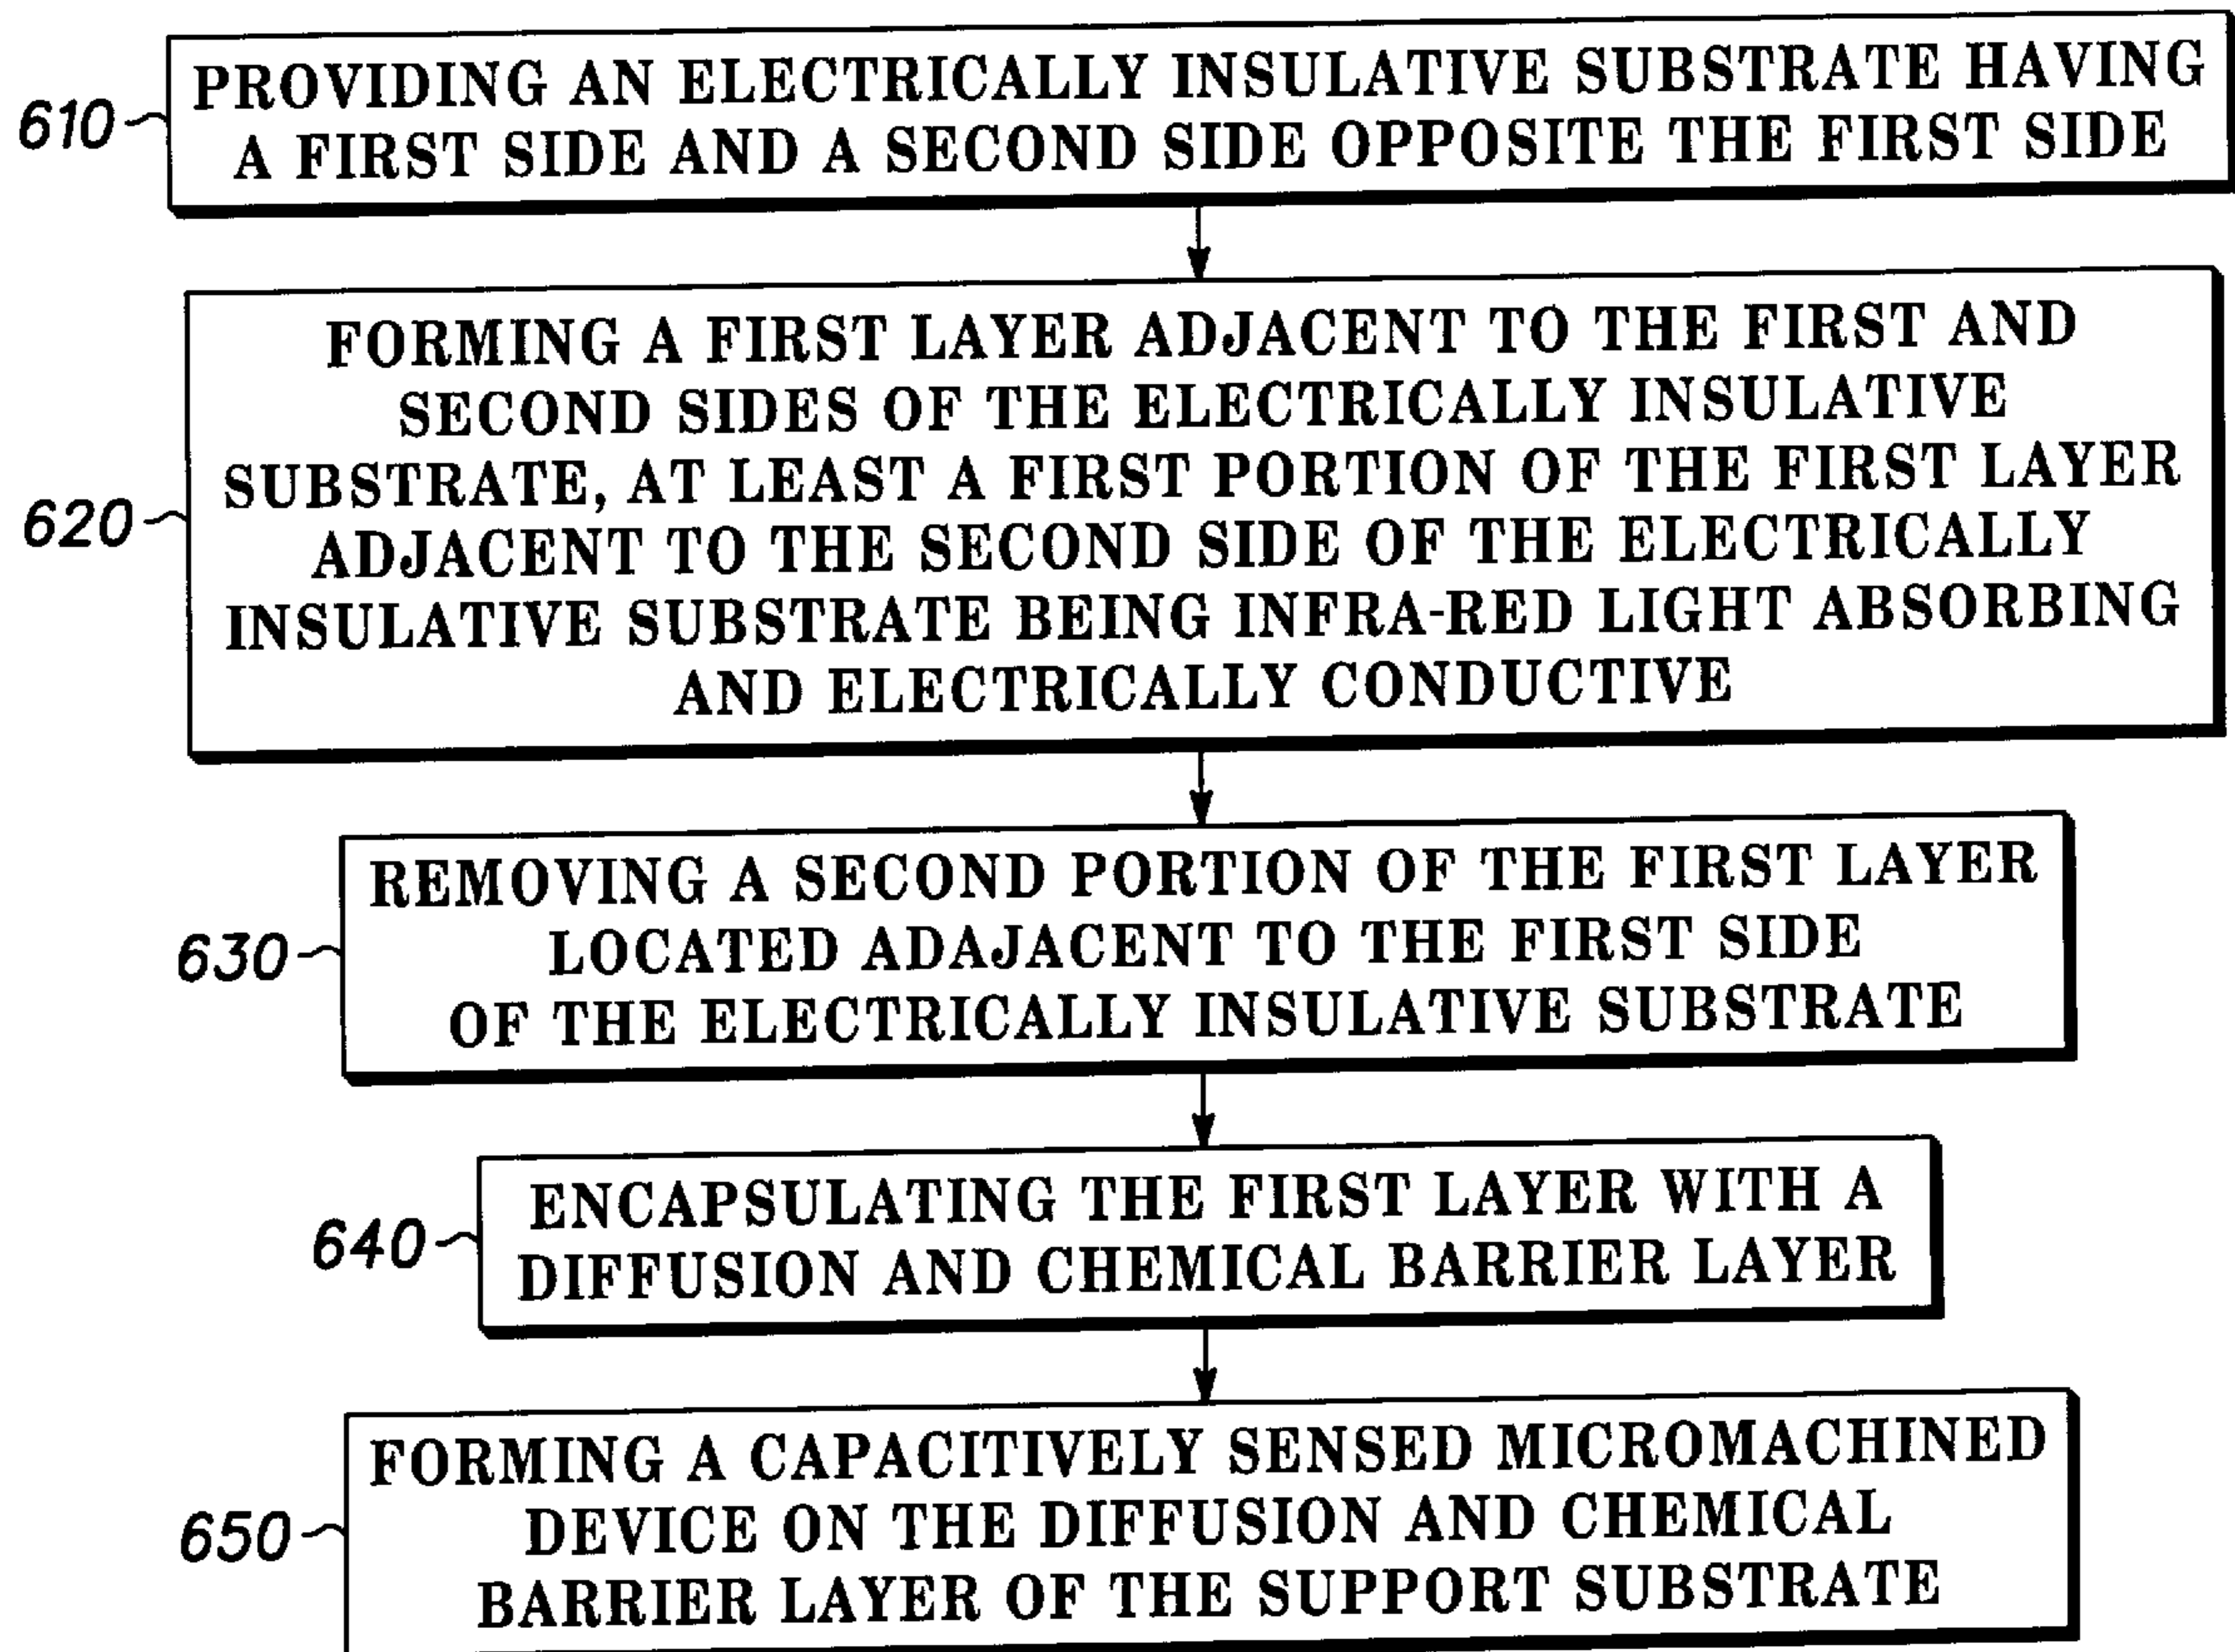 610
PROVIDING AN ELECTRICALLY INSULATIVE SUBSTRATE HAVING
A FIRST SIDE AND A SECOND SIDE OPPOSITE THE FIRST SIDE
620
FORMING A FIRST LAYER ADJACENT TO THE FIRST AND
SECOND SIDES OF THE ELECTRICALLY INSULATIVE
SUBSTRATE, AT LEAST A FIRST PORTION OF THE FIRST LAYER
ADJACENT TO THE SECOND SIDE OF THE ELECTRICALLY
INSULATIVE SUBSTRATE BEING INFRA-RED LIGHT ABSORBING
AND ELECTRICALLY CONDUCTIVE
630
REMOVING A SECOND PORTION OF THE FIRST LAYER
LOCATED ADAJACENT TO THE FIRST SIDE
OF THE ELECTRICALLY INSULATIVE SUBSTRATE
640
ENCAPSULATING THE FIRST LAYER WITH A
DIFFUSION AND CHEMICAL BARRIER LAYER
650
FORMING A CAPACITIVELY SENSED MICROMACHINED
DEVICE ON THE DIFFUSION AND CHEMICAL
BARRIER LAYER OF THE SUPPORT SUBSTRATE